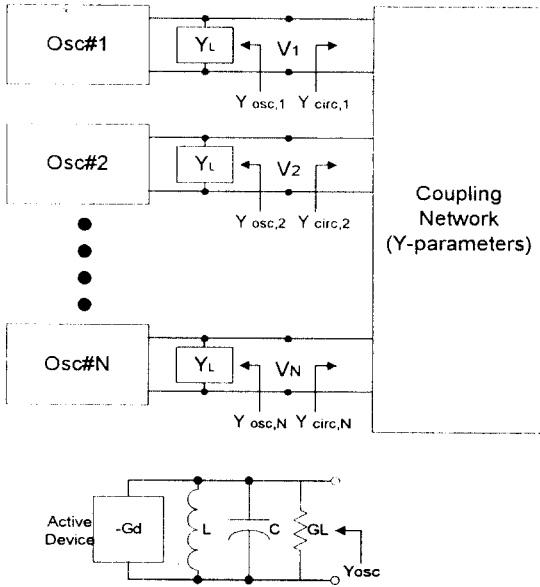 Osc#1
YL
V1
Y osc,1
Y circ,1
Osc#2
YL
V2
Y osc,2
Y circ,2
Coupling
Network
(Y-parameters)
Osc#N
YL
VN
Y osc,N
Y circ,N
Active
Device
-Gd
L
C
GL
Yosc